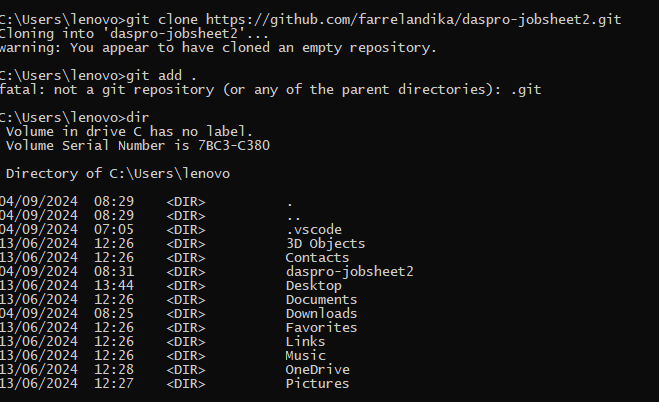 C:\Users\lenovo>git clone https://github.com/farrelandika/daspro-jobsheet2.git
Cloning into 'daspro-jobsheet2'...
warning: You appear to have cloned an empty repository.
C:\Users\lenovo>git add .
fatal: not a git repository (or any of the parent directories): .git
C:\Users\lenovo>dir
Volume in drive C has no label.
Volume Serial Number is 7BC3-C380
Directory of C:\Users\lenovo
04/09/2024 08:29 <DIR> .
04/09/2024 08:29 <DIR> ..
04/09/2024 07:05 <DIR> .vscode
13/06/2024 12:26 <DIR> 3D Objects
13/06/2024 12:26 <DIR> Contacts
04/09/2024 08:31 <DIR> daspro-jobsheet2
13/06/2024 13:44 <DIR> Desktop
13/06/2024 12:26 <DIR> Documents
04/09/2024 08:25 <DIR> Downloads
13/06/2024 12:26 <DIR> Favorites
13/06/2024 12:26 <DIR> Links
13/06/2024 12:26 <DIR> Music
13/06/2024 12:28 <DIR> OneDrive
13/06/2024 12:27 <DIR> Pictures